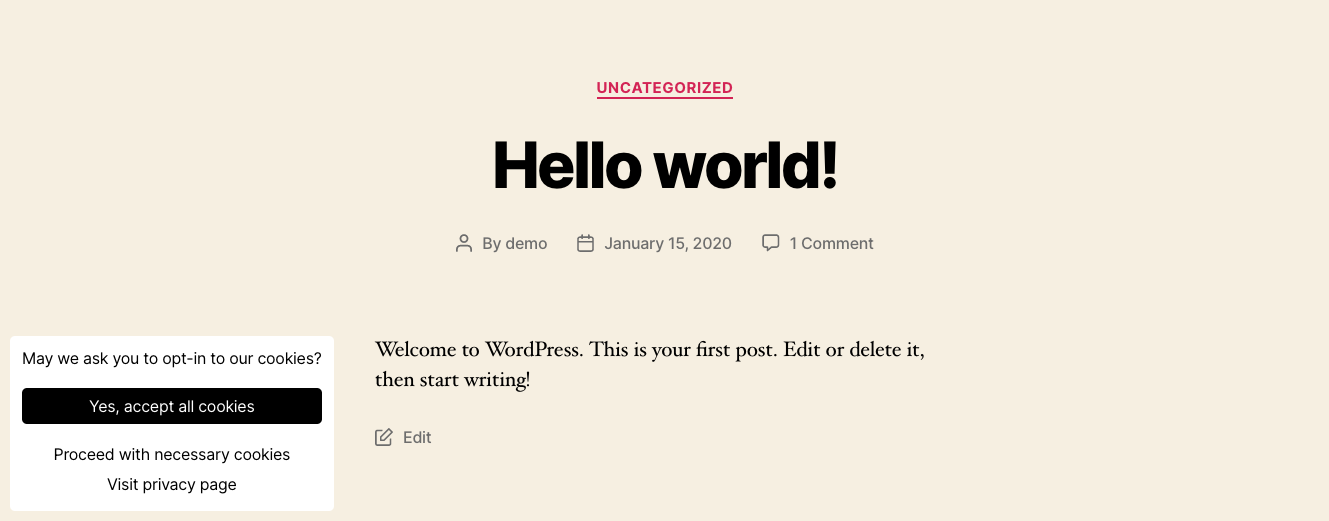 UNCATEGORIZED
Hello world!
By demo January 15, 2020 1 Comment
Welcome to WordPress. This is your first post. Edit or delete it,
then start writing!
Edit
May we ask you to opt-in to our cookies?
Yes, accept all cookies
Proceed with necessary cookies
Visit privacy page